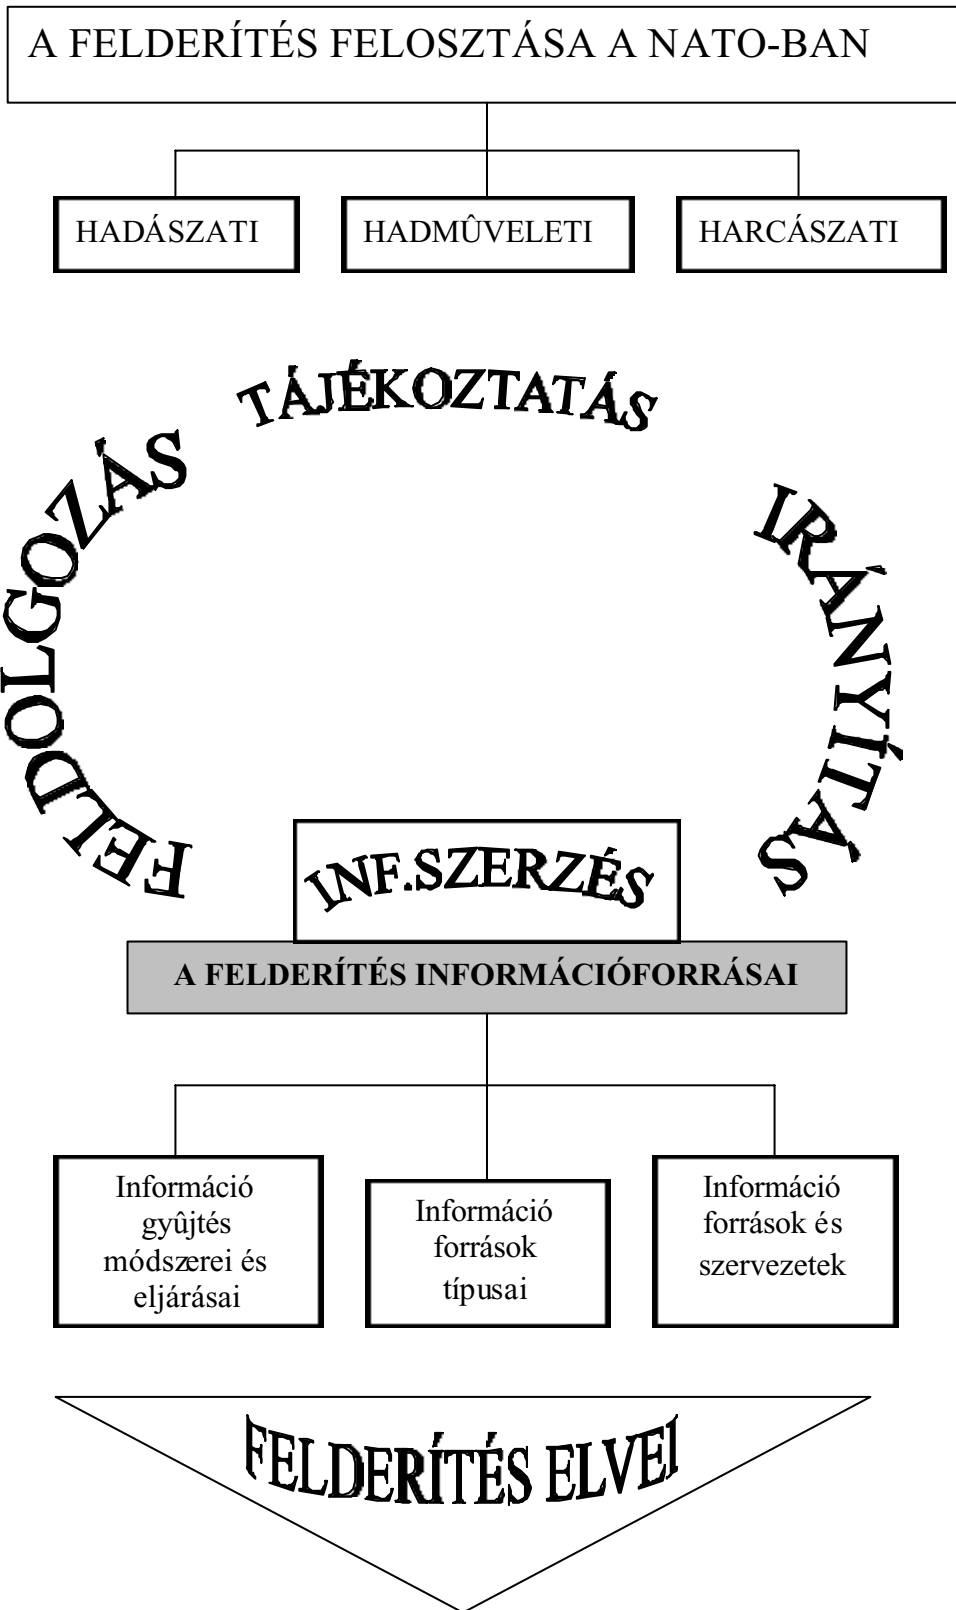 A FELDERÍTÉS FELOSZTÁSA A NATO-BAN
HADÁSZATI
HADMÛVELETI
HARCÁSZATI
TÁJÉKOZTATÁS
FELDOLGOZÁS
IRÁNYÍTÁS
INF.SZERZÉS
A FELDERÍTÉS INFORMÁCIÓFORRÁSAI
Információ
gyûjtés
módszerei és
eljárásai
Információ
források
típusai
Információ
források és
szervezetek
FELDERÍTÉS ELVEI